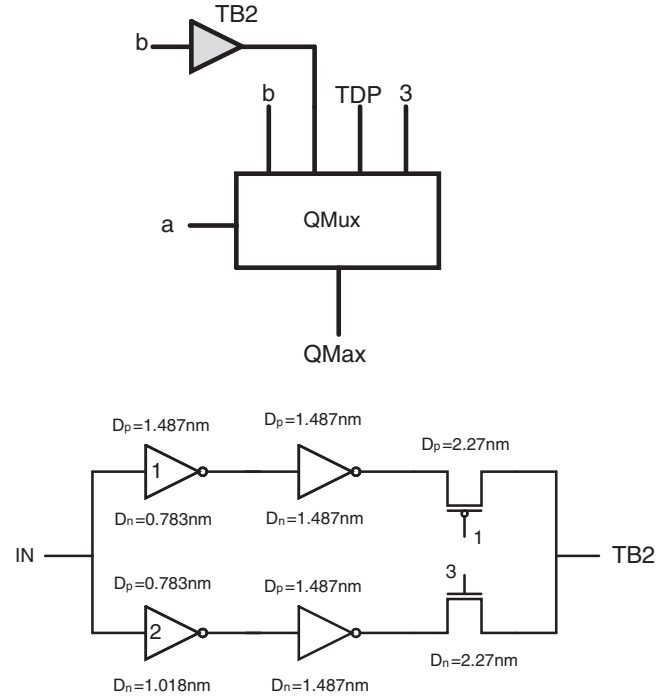 TB2
b
b TDP 3
QMux
a
QMax
Dp=1.487nm
Dp=1.487nm
Dp=2.27nm
1
Dn=0.783nm
Dn=1.487nm
1
IN
TB2
3
Dp=0.783nm
Dp=1.487nm
2
Dn=2.27nm
Dn=1.018nm
Dn=1.487nm